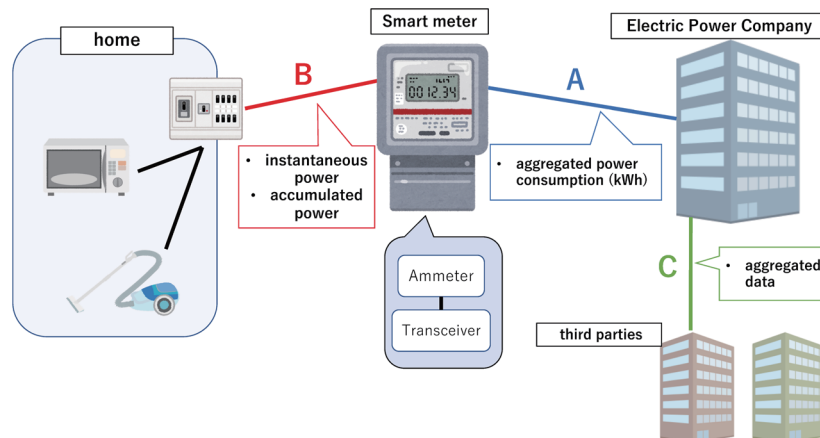 home
Smart meter
Electric Power Company
B
A
0012.34
• instantaneous
power
• accumulated
power
• aggregated power
consumption (kWh)
Ammeter
Transceiver
C
• aggregated
data
third parties